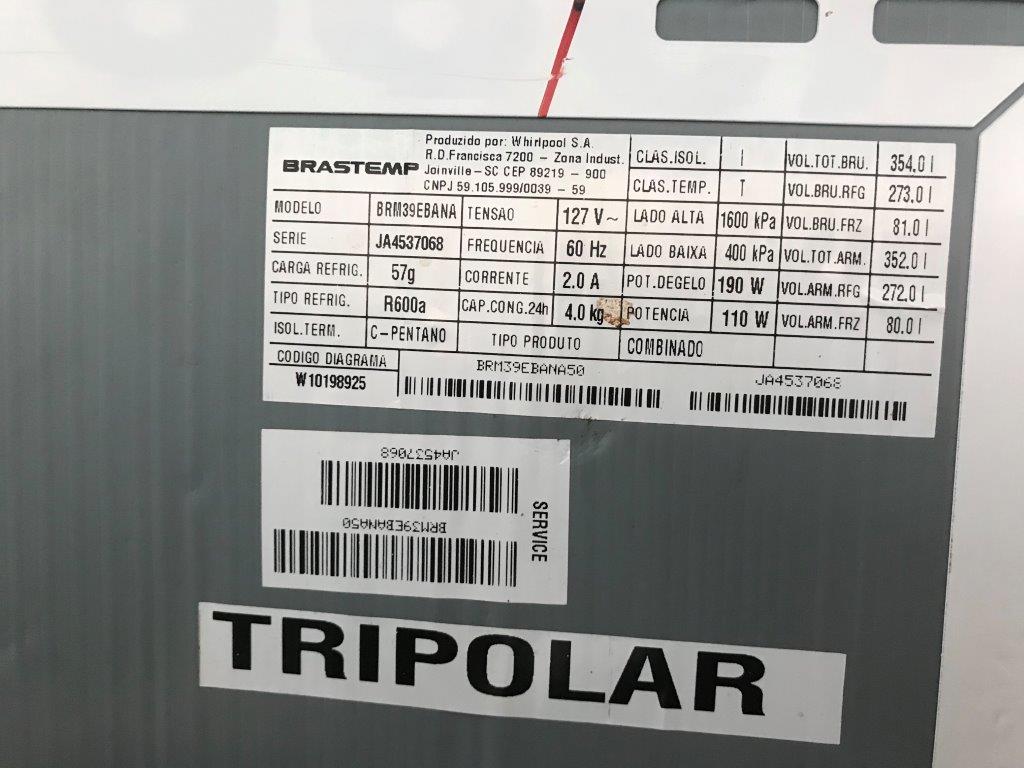 BRASTEMP
Produzido por: Whirlpool S.A.
R.D.Francisca 7200 - Zona Indust.
Joinville-SC CEP 89219 - 900
CNPJ 59.105.999/0039 - 59
CLAS.ISOL. I VOL.TOT.BRU. 354.0 l
CLAS.TEMP. T VOL.BRU.RFG 273.0 l
MODELO BRM39EBANA TENSAO 127 V~ LADO ALTA 1600 kPa VOL.BRU.FRZ 81.0 l
SERIE JA4537068 FREQUENCIA 60 Hz LADO BAIXA 400 kPa VOL.TOT.ARM. 352.0 l
CARGA REFRIG. 57g CORRENTE 2.0 A POT.DEGELO 190 W VOL.ARM.RFG 272.0 l
TIPO REFRIG. R600a CAP.CONG.24h 4.0 kg POTENCIA 110 W VOL.ARM.FRZ 80.0 l
ISOL.TERM. C-PENTANO TIPO PRODUTO COMBINADO
CODIGO DIAGRAMA
W10198925
BRM39EBANA50
JA4537068
JA4537068
BRM39EBANA50
SERVICE
TRIPOLAR